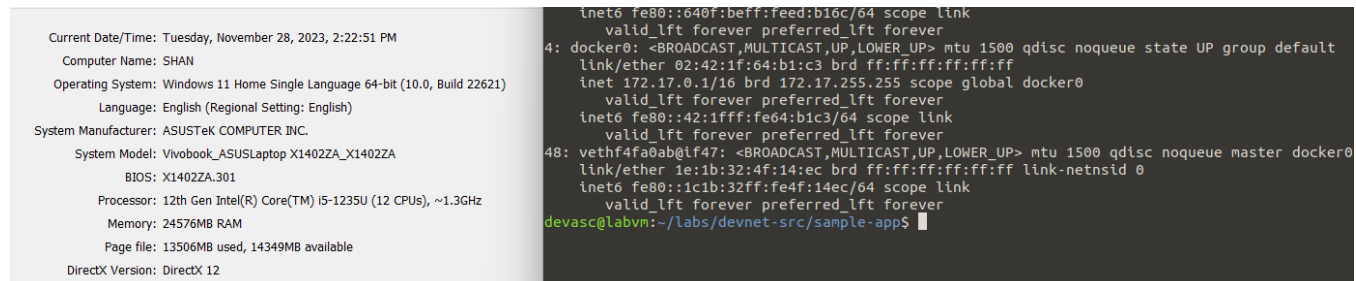 Current Date/Time: Tuesday, November 28, 2023, 2:22:51 PM
Computer Name: SHAN
Operating System: Windows 11 Home Single Language 64-bit (10.0, Build 22621)
Language: English (Regional Setting: English)
System Manufacturer: ASUSTeK COMPUTER INC.
System Model: Vivobook_ASUSLaptop X1402ZA_X1402ZA
BIOS: X1402ZA.301
Processor: 12th Gen Intel(R) Core(TM) i5-1235U (12 CPUs), ~1.3GHz
Memory: 24576MB RAM
Page file: 13506MB used, 14349MB available
DirectX Version: DirectX 12
inet6 fe80::640f:beff:feed:b16c/64 scope link
valid_lft forever preferred_lft forever
4: docker0: <BROADCAST,MULTICAST,UP,LOWER_UP> mtu 1500 qdisc noqueue state UP group default
link/ether 02:42:1f:64:b1:c3 brd ff:ff:ff:ff:ff:ff
inet 172.17.0.1/16 brd 172.17.255.255 scope global docker0
valid_lft forever preferred_lft forever
inet6 fe80::42:1fff:fe64:b1c3/64 scope link
valid_lft forever preferred_lft forever
48: vethf4fa0ab@if47: <BROADCAST,MULTICAST,UP,LOWER_UP> mtu 1500 qdisc noqueue master docker0
link/ether 1e:1b:32:4f:14:ec brd ff:ff:ff:ff:ff:ff link-netnsid 0
inet6 fe80::1c1b:32ff:fe4f:14ec/64 scope link
valid_lft forever preferred_lft forever
devasc@labvm:~/labs/devnet-src/sample-app$